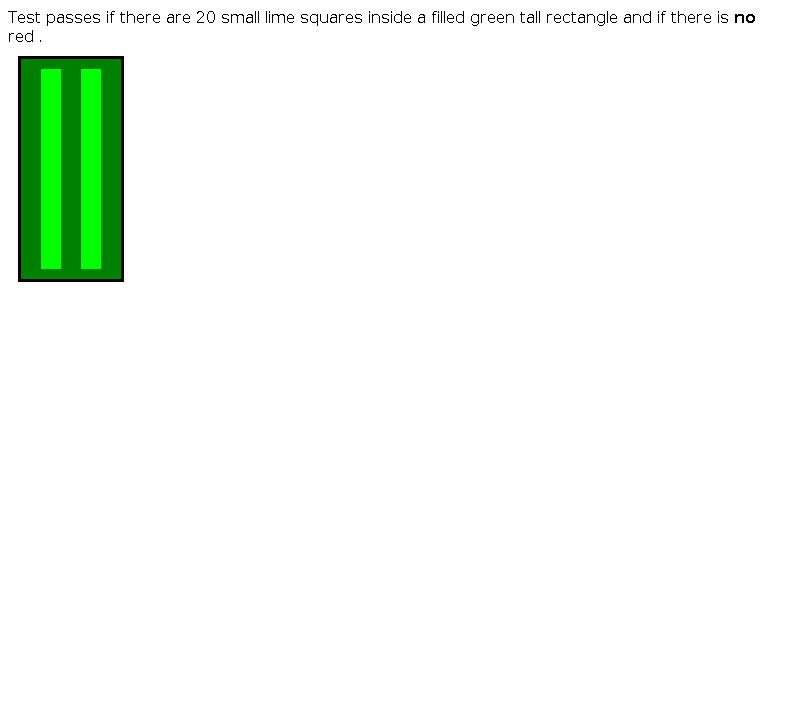 Test passes if there are 20 small lime squares inside a filled green tall rectangle and if there is no
red .